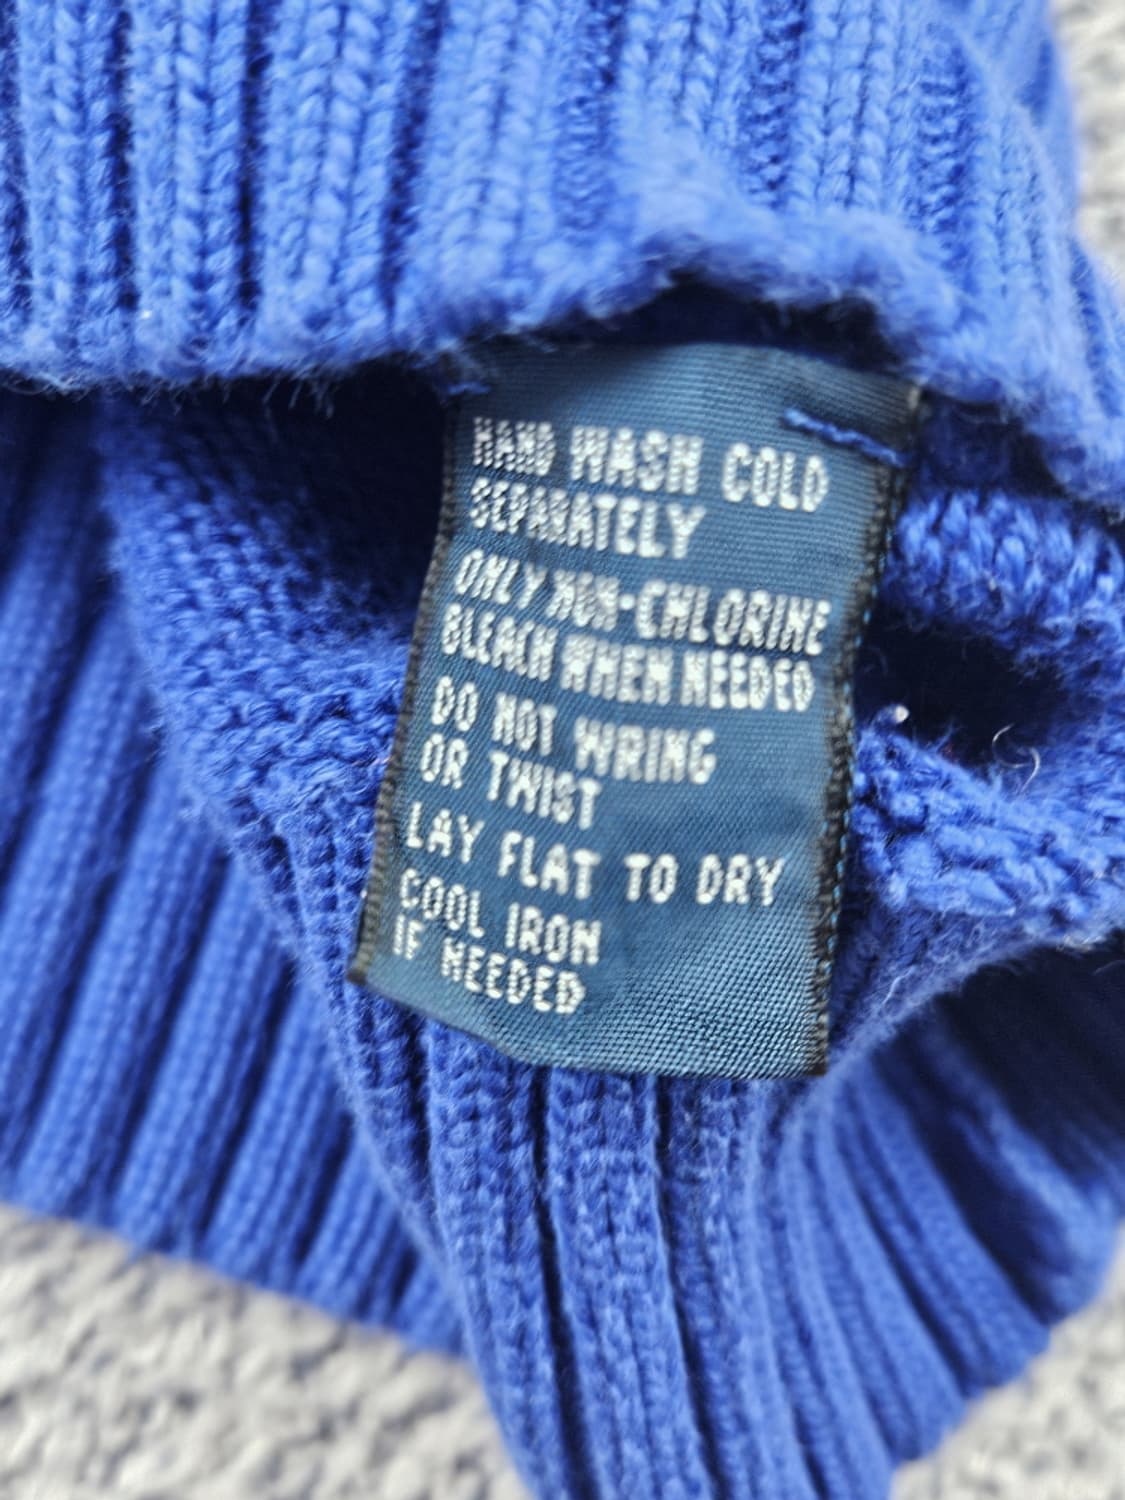 HAND WASH COLD
SEPARATELY
ONLY NON-CHLORINE
BLEACH WHEN NEEDED
DO NOT WRING
OR TWIST
LAY FLAT TO DRY
COOL IRON
IF NEEDED